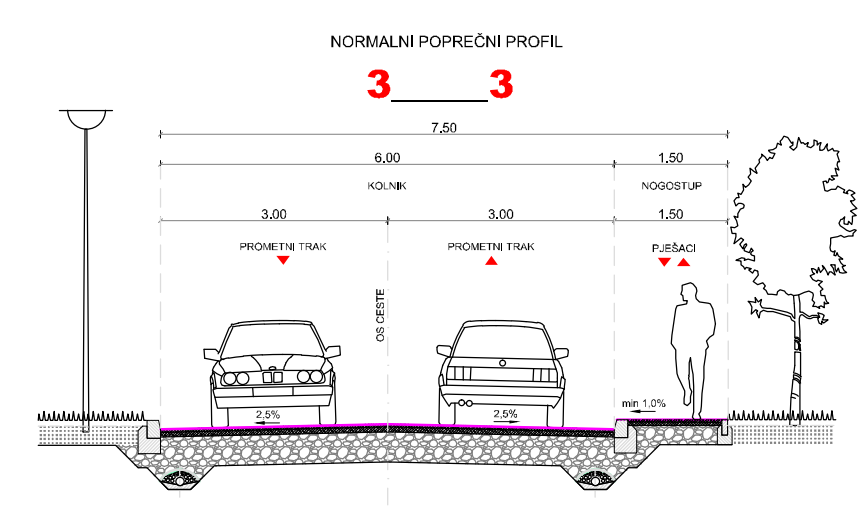 NORMALNI POPREČNI PROFIL
3 3
7.50
6.00 1.50
KOLNIK NOGOSTUP
3.00 3.00 1.50
PROMETNI TRAK PROMETNI TRAK PJEŠACI
OS CESTE
min 1,0%
2,5% 2,5%